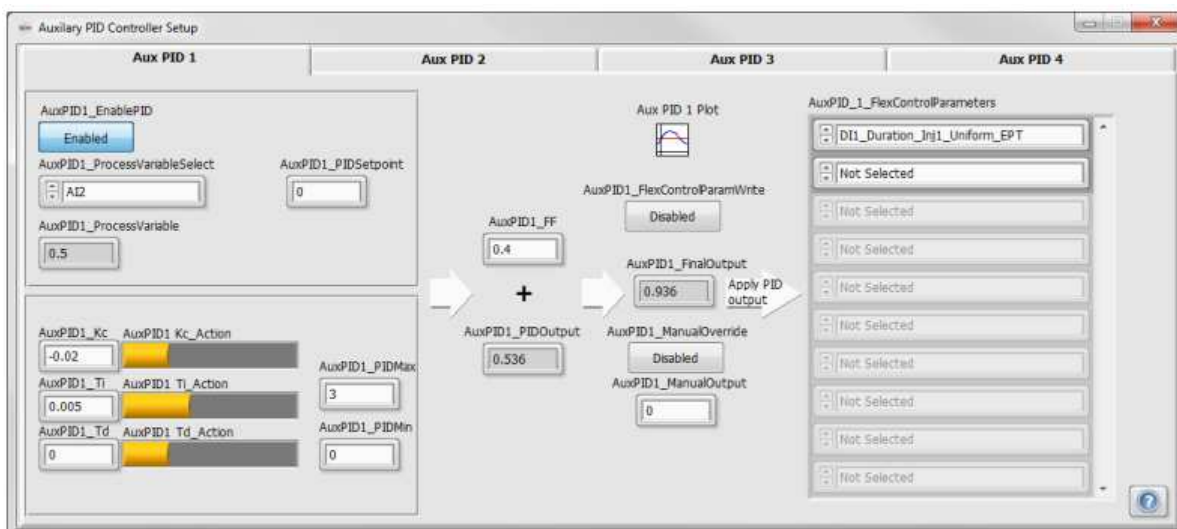 Auxilary PID Controller Setup
Aux PID 1
Aux PID 2
Aux PID 3
Aux PID 4
AuxPID1_EnablePID
Enabled
AuxPID1_ProcessVariableSelect
AI2
AuxPID1_PIDSetpoint
0
AuxPID1_ProcessVariable
0.5
AuxPID1_Kc
-0.02
AuxPID1 Kc_Action
AuxPID1_Ti
0.005
AuxPID1 Ti_Action
AuxPID1_Td
0
AuxPID1 Td_Action
AuxPID1_PIDMax
3
AuxPID1_PIDMin
0
AuxPID1_FF
0.4
+
AuxPID1_PIDOutput
0.536
Aux PID 1 Plot
AuxPID1_FlexControlParamWrite
Disabled
AuxPID1_FinalOutput
0.936
Apply PID
output
AuxPID1_ManualOverride
Disabled
AuxPID1_ManualOutput
0
AuxPID_1_FlexControlParameters
DI1_Duration_Inj1_Uniform_EPT
Not Selected
Not Selected
Not Selected
Not Selected
Not Selected
Not Selected
Not Selected
Not Selected
Not Selected
?